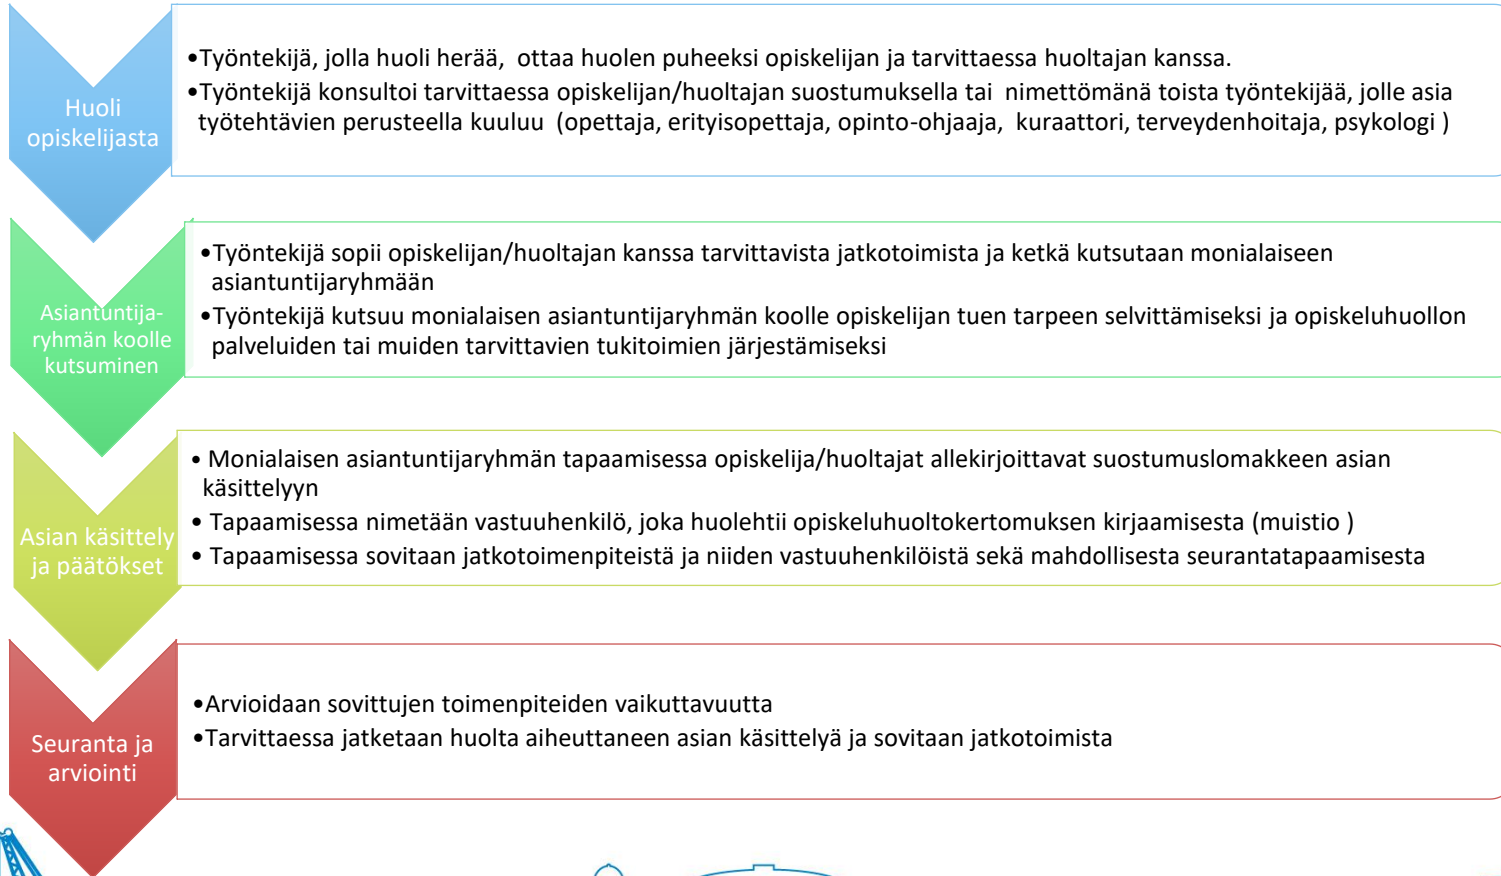 Huoli
opiskelijasta
•Työntekijä, jolla huoli herää,  ottaa huolen puheeksi opiskelijan ja tarvittaessa huoltajan kanssa.
•Työntekijä konsultoi tarvittaessa opiskelijan/huoltajan suostumuksella tai  nimettömänä toista työntekijää, jolle asia
työtehtävien perusteella kuuluu  (opettaja, erityisopettaja, opinto-ohjaaja,  kuraattori, terveydenhoitaja, psykologi )
Asiantuntija-
ryhmän koolle
kutsuminen
•Työntekijä sopii opiskelijan/huoltajan kanssa tarvittavista jatkotoimista ja ketkä kutsutaan monialaiseen
asiantuntijaryhmään
•Työntekijä kutsuu monialaisen asiantuntijaryhmän koolle opiskelijan tuen tarpeen selvittämiseksi ja opiskeluhuollon
palveluiden tai muiden tarvittavien tukitoimien järjestämiseksi
Asian käsittely
ja päätökset
• Monialaisen asiantuntijaryhmän tapaamisessa opiskelija/huoltajat allekirjoittavat suostumuslomakkeen asian
käsittelyyn
• Tapaamisessa nimetään vastuuhenkilö, joka huolehtii opiskeluhuoltokertomuksen kirjaamisesta (muistio )
• Tapaamisessa sovitaan jatkotoimenpiteistä ja niiden vastuuhenkilöistä sekä mahdollisesta seurantatapaamisesta
Seuranta ja
arviointi
•Arvioidaan sovittujen toimenpiteiden vaikuttavuutta
•Tarvittaessa jatketaan huolta aiheuttaneen asian käsittelyä ja sovitaan jatkotoimista